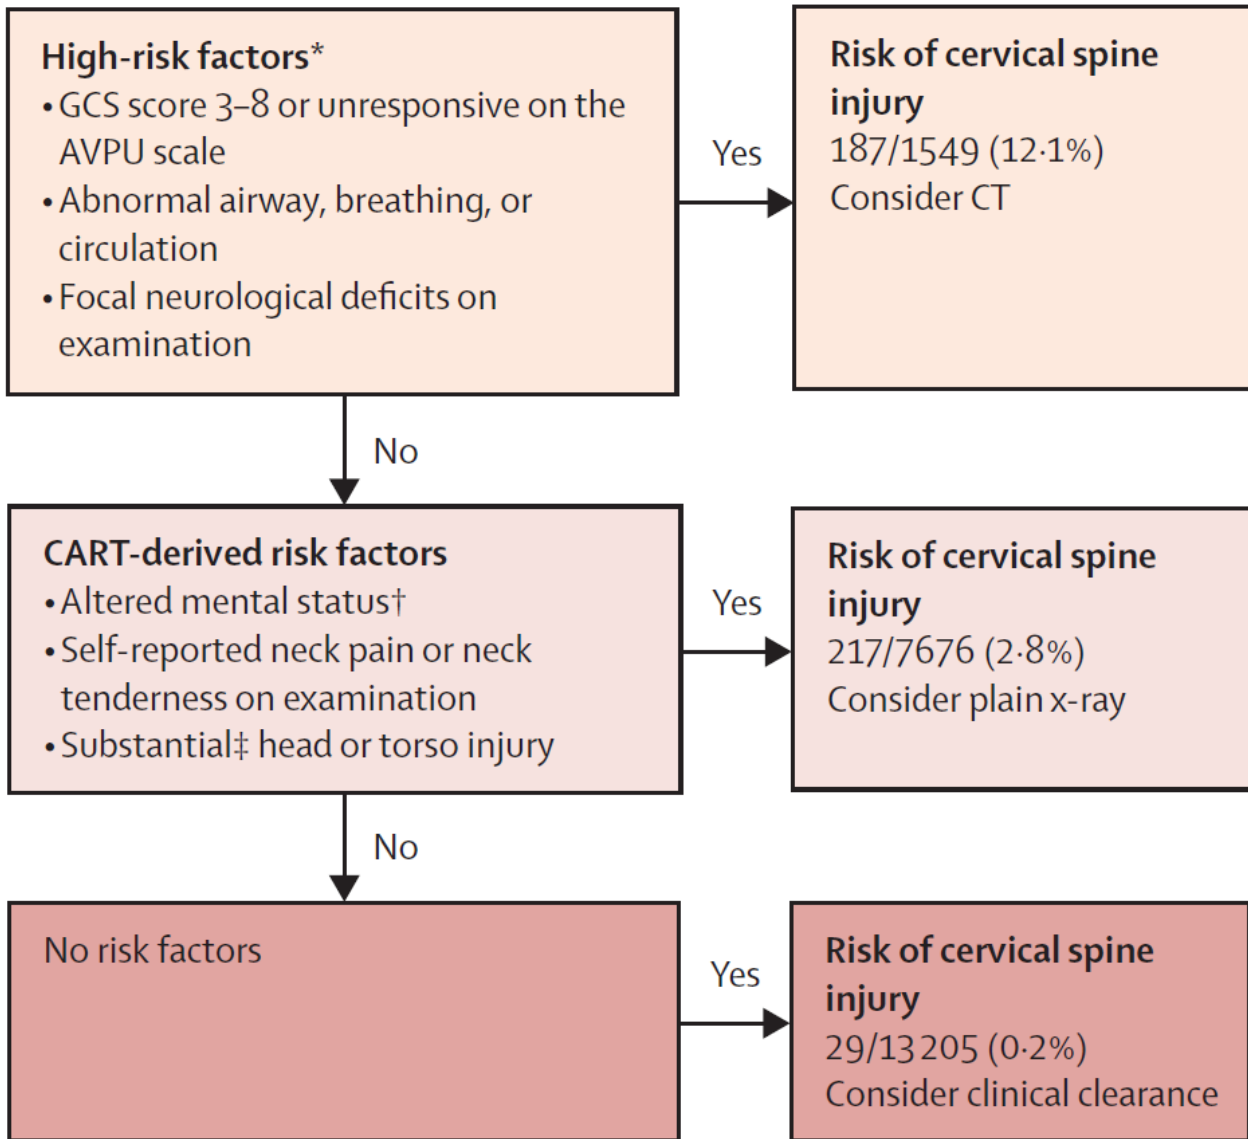 High-risk factors*
• GCS score 3–8 or unresponsive on the
AVPU scale
• Abnormal airway, breathing, or
circulation
• Focal neurological deficits on
examination
Yes
Risk of cervical spine
injury
187/1549 (12·1%)
Consider CT
No
CART-derived risk factors
• Altered mental status†
• Self-reported neck pain or neck
tenderness on examination
• Substantial‡ head or torso injury
Yes
Risk of cervical spine
injury
217/7676 (2·8%)
Consider plain x-ray
No
No risk factors
Yes
Risk of cervical spine
injury
29/13 205 (0·2%)
Consider clinical clearance